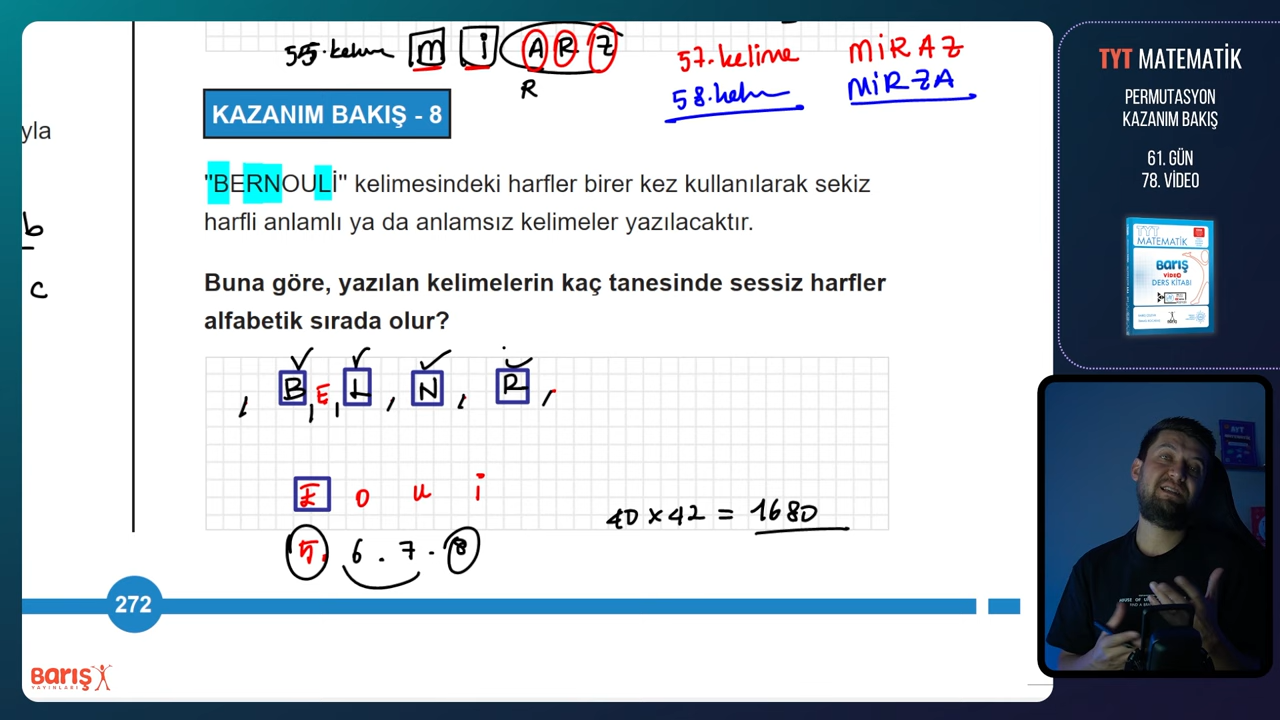 55.kelime m i A R Z
57.kelime MİRAZ
R
58.kelime MİRZA
KAZANIM BAKIŞ - 8
yla
"BERNOULİ" kelimesindeki harfler birer kez kullanılarak sekiz
harfli anlamlı ya da anlamsız kelimeler yazılacaktır.
b
c
Buna göre, yazılan kelimelerin kaç tanesinde sessiz harfler
alfabetik sırada olur?
, B , E , L , N , R ,
E O U İ
40 x 42 = 1680
5 . 6 . 7 . 8
272
BARIŞ
YAYINLARI
TYT MATEMATİK
PERMUTASYON
KAZANIM BAKIŞ
61. GÜN
78. VİDEO
TYT
MATEMATİK
BARIŞ
VİDEO
DERS KİTABI